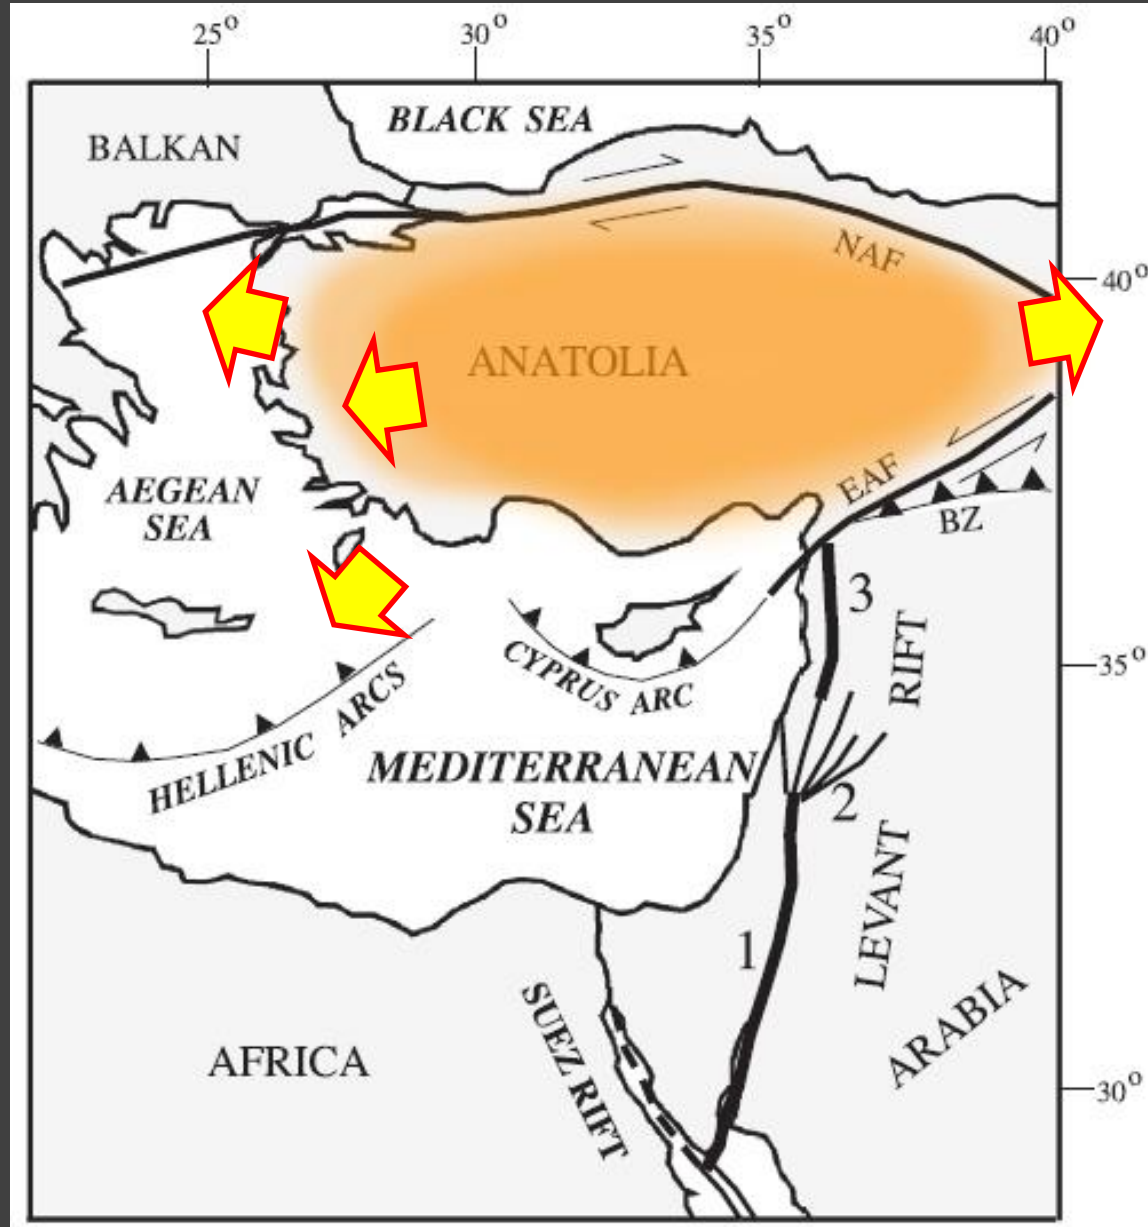 25°
30°
35°
40°
BLACK SEA
BALKAN
NAF
40°
ANATOLIA
EAF
AEGEAN
SEA
BZ
3
RIFT
35°
CYPRUS ARC
HELLENIC ARCS
MEDITERRANEAN
SEA
2
LEVANT
1
SUEZ RIFT
ARABIA
AFRICA
30°